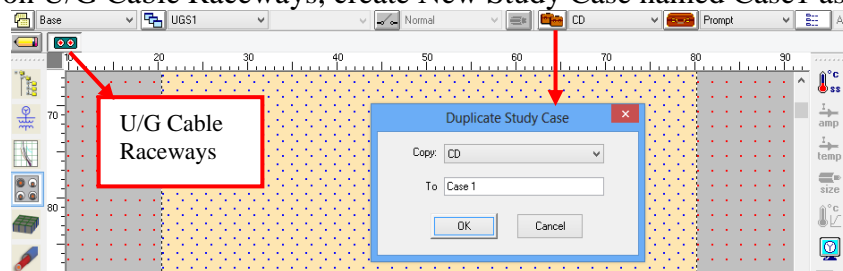 on U/G Cable Raceways, create New Study Case named Case1 as
Base UGS1 Normal CD Prompt
10 20 30 40 50 60 70 80 90
U/G Cable
Raceways
Duplicate Study Case
Copy: CD
To Case 1
OK Cancel
70
80
°C
ss
I
amp
I
temp
size
°C